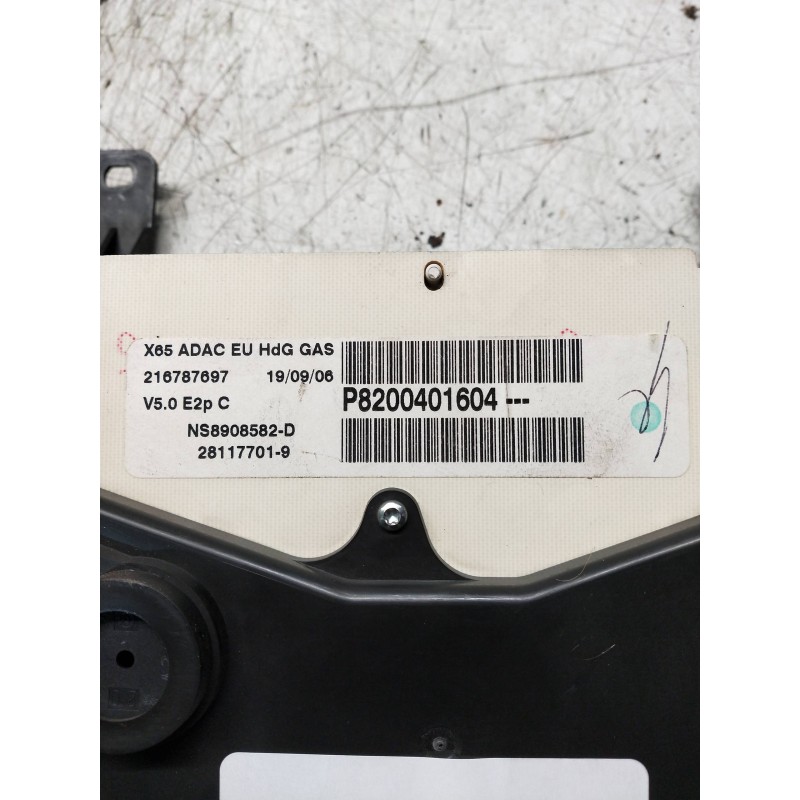 X65 ADAC EU HdG GAS
216787697 19/09/06
V5.0 E2p C
P8200401604 ---
NS8908582-D
28117701-9